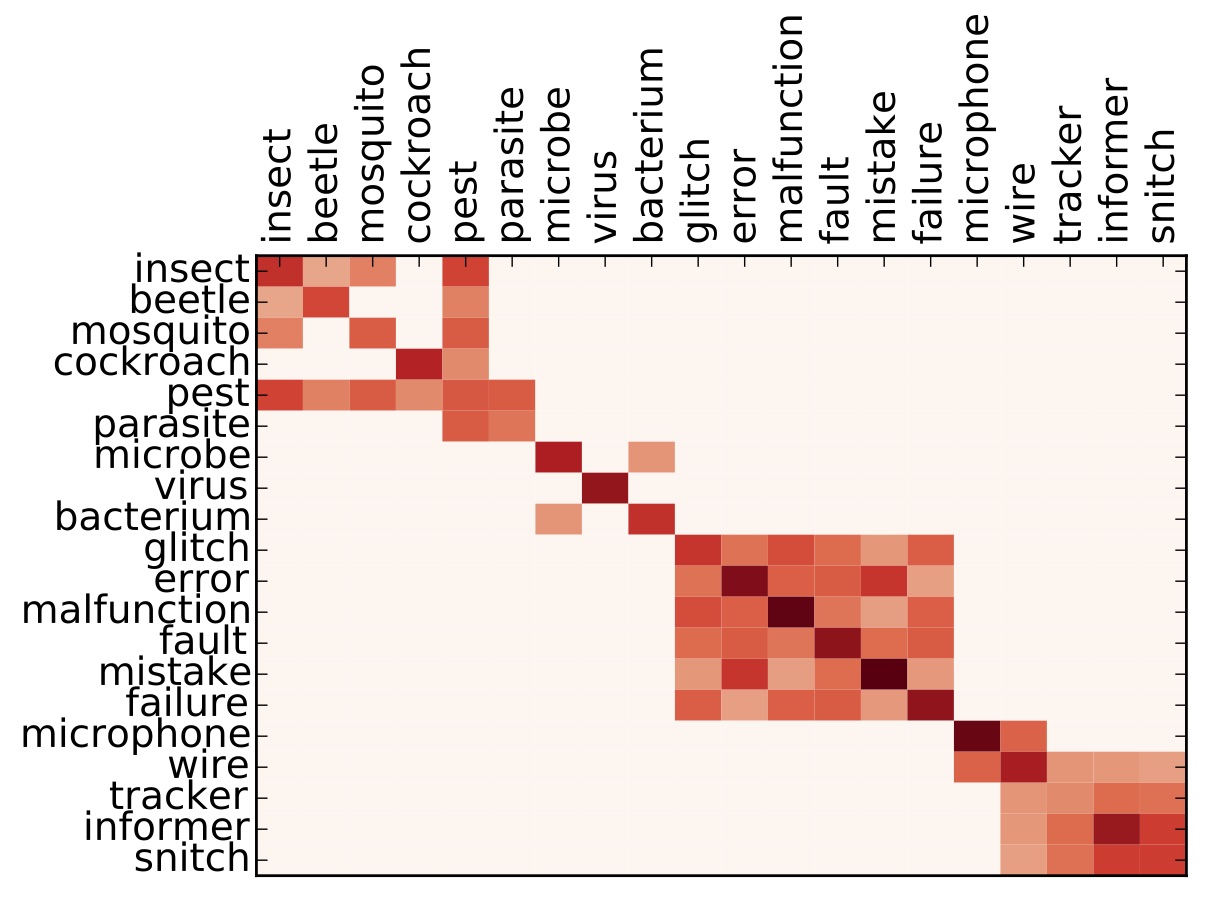 insect
beetle
mosquito
cockroach
pest
parasite
microbe
virus
bacterium
glitch
error
malfunction
fault
mistake
failure
microphone
wire
tracker
informer
snitch
insect
beetle
mosquito
cockroach
pest
parasite
microbe
virus
bacterium
glitch
error
malfunction
fault
mistake
failure
microphone
wire
tracker
informer
snitch